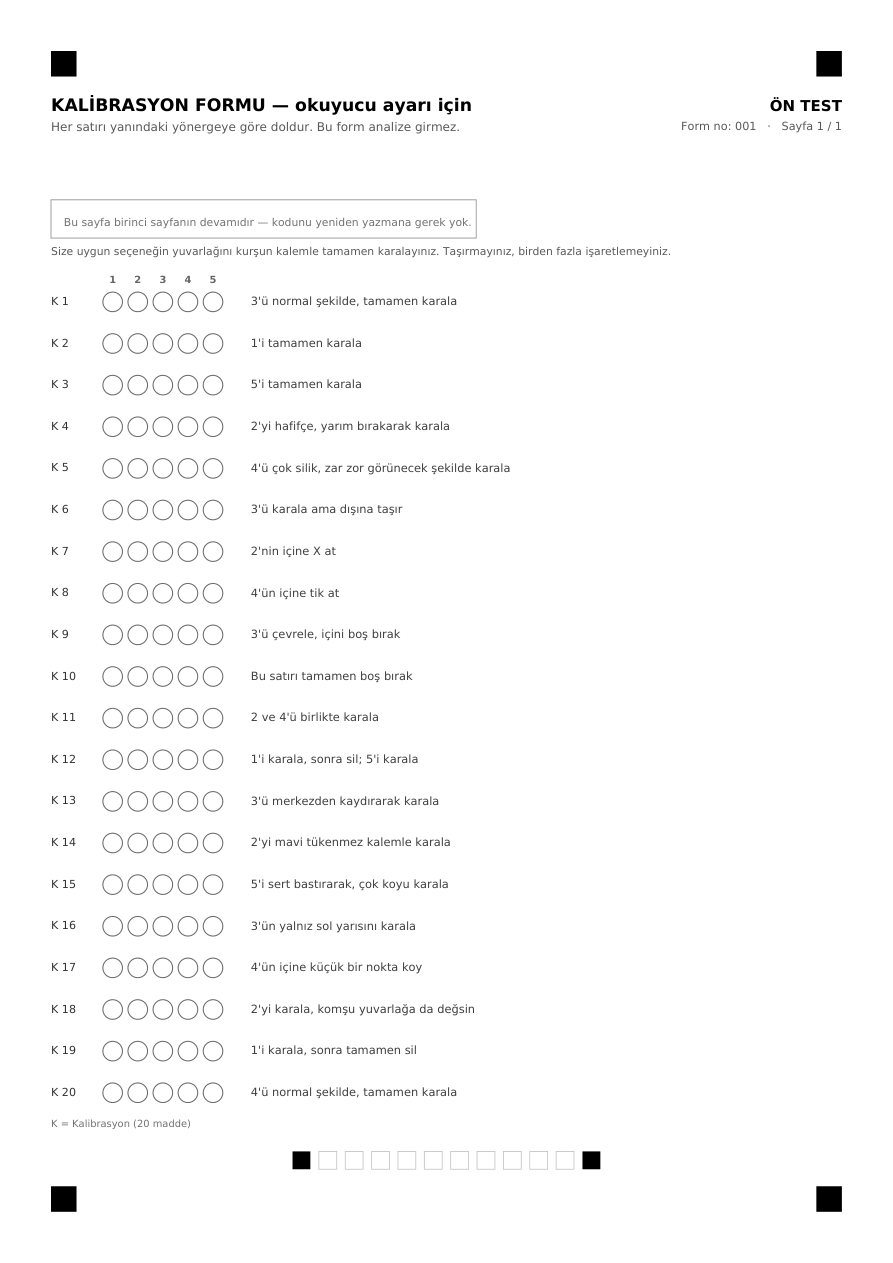 KALİBRASYON FORMU — okuyucu ayarı için
ÖN TEST
Her satırı yanındaki yönergeye göre doldur. Bu form analize girmez.
Form no: 001 · Sayfa 1 / 1
Bu sayfa birinci sayfanın devamıdır — kodunu yeniden yazmana gerek yok.
Size uygun seçeneğin yuvarlağını kurşun kalemle tamamen karalayınız. Taşırmayınız, birden fazla işaretlemeyiniz.
1 2 3 4 5
K 1 3'ü normal şekilde, tamamen karala
K 2 1'i tamamen karala
K 3 5'i tamamen karala
K 4 2'yi hafifçe, yarım bırakarak karala
K 5 4'ü çok silik, zar zor görünecek şekilde karala
K 6 3'ü karala ama dışına taşır
K 7 2'nin içine X at
K 8 4'ün içine tik at
K 9 3'ü çevrele, içini boş bırak
K 10 Bu satırı tamamen boş bırak
K 11 2 ve 4'ü birlikte karala
K 12 1'i karala, sonra sil; 5'i karala
K 13 3'ü merkezden kaydırarak karala
K 14 2'yi mavi tükenmez kalemle karala
K 15 5'i sert bastırarak, çok koyu karala
K 16 3'ün yalnız sol yarısını karala
K 17 4'ün içine küçük bir nokta koy
K 18 2'yi karala, komşu yuvarlağa da değsin
K 19 1'i karala, sonra tamamen sil
K 20 4'ü normal şekilde, tamamen karala
K = Kalibrasyon (20 madde)